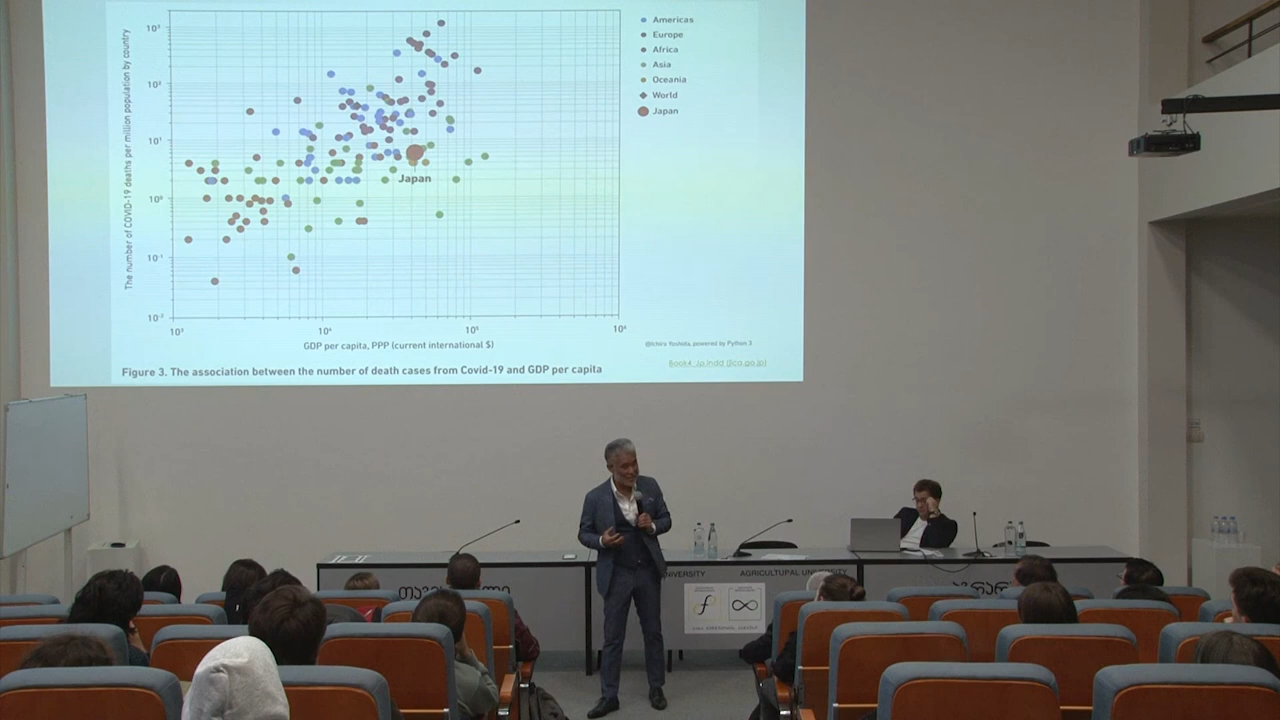 The number of COVID-19 deaths per million population by country
10³
10²
10¹
10⁰
10⁻¹
10⁻²
10³
10⁴
10⁵
10⁶
Japan
GDP per capita, PPP (current international $)
Americas
Europe
Africa
Asia
Oceania
World
Japan
@Ichiro Yoshida, powered by Python 3
Figure 3. The association between the number of death cases from Covid-19 and GDP per capita
UNIVERSITY